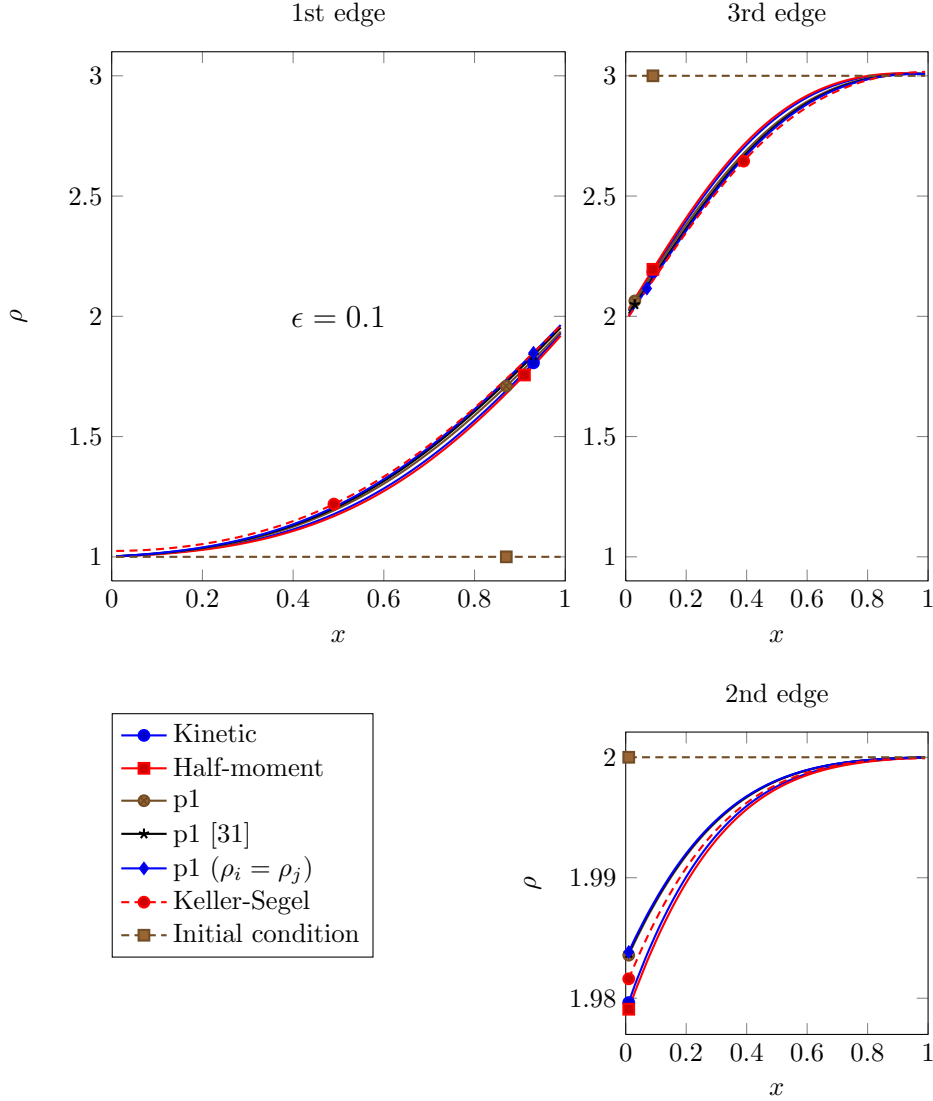 1st edge
3rd edge
3
2.5
2
1.5
1
ρ
ϵ = 0.1
0 0.2 0.4 0.6 0.8 1
x
3
2.5
2
1.5
1
0 0.2 0.4 0.6 0.8 1
x
Kinetic
Half-moment
p1
p1 [31]
p1 (ρi = ρj)
Keller-Segel
Initial condition
2nd edge
2
1.99
1.98
ρ
0 0.2 0.4 0.6 0.8 1
x